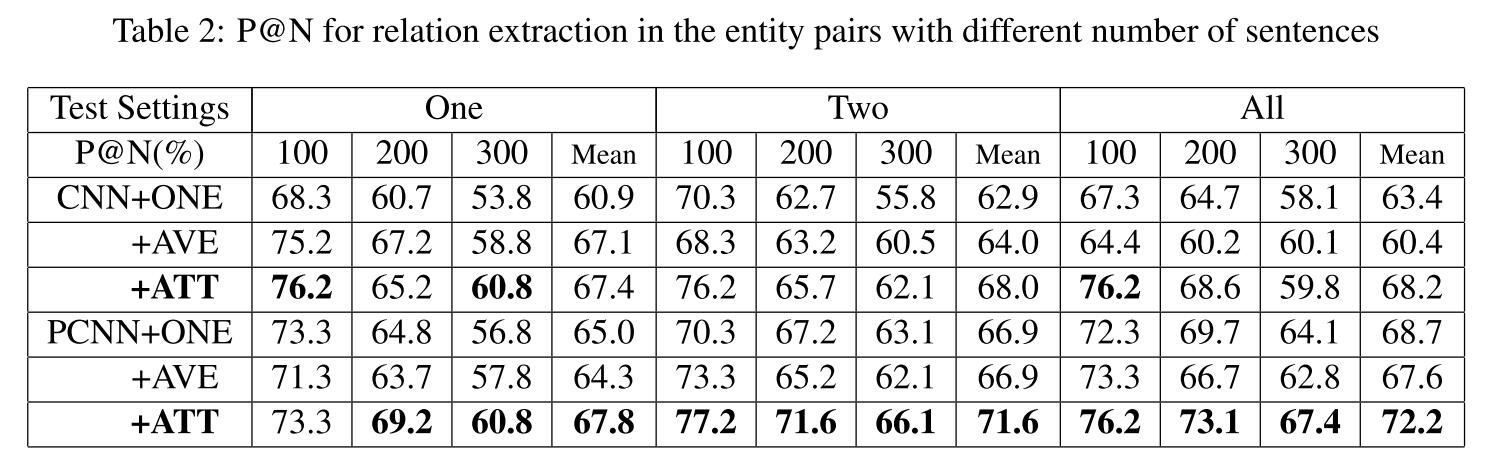 Table 2: P@N for relation extraction in the entity pairs with different number of sentences
Test Settings One Two All
P@N(%) 100 200 300 Mean 100 200 300 Mean 100 200 300 Mean
CNN+ONE 68.3 60.7 53.8 60.9 70.3 62.7 55.8 62.9 67.3 64.7 58.1 63.4
+AVE 75.2 67.2 58.8 67.1 68.3 63.2 60.5 64.0 64.4 60.2 60.1 60.4
+ATT 76.2 65.2 60.8 67.4 76.2 65.7 62.1 68.0 76.2 68.6 59.8 68.2
PCNN+ONE 73.3 64.8 56.8 65.0 70.3 67.2 63.1 66.9 72.3 69.7 64.1 68.7
+AVE 71.3 63.7 57.8 64.3 73.3 65.2 62.1 66.9 73.3 66.7 62.8 67.6
+ATT 73.3 69.2 60.8 67.8 77.2 71.6 66.1 71.6 76.2 73.1 67.4 72.2